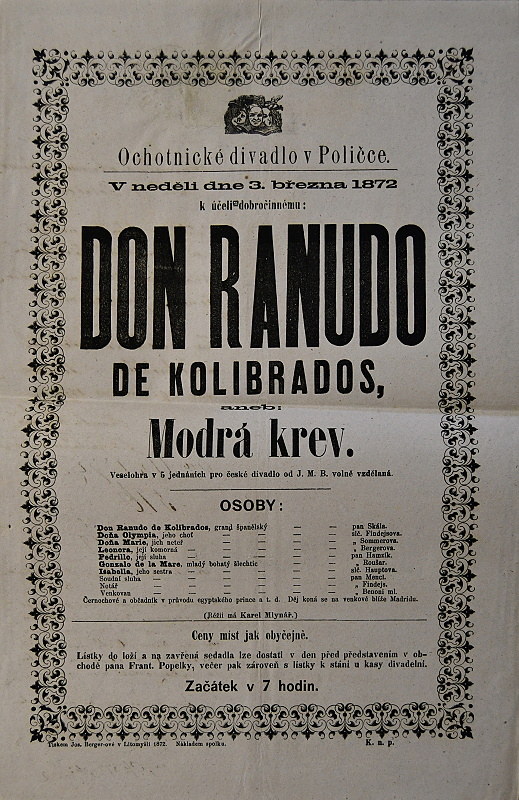 Ochotnické divadlo v Poličce.
V neděli dne 3. března 1872
k účeli dobročinnému:
DON RANUDO
DE KOLIBRADOS,
aneb:
Modrá krev.
Veselohra v 5 jednáních pro české divadlo od J. M. B. volně vzdělaná.
OSOBY:
Don Ranudo de Kolibrados, grand španělský — — — pan Skála.
Doña Olympia, jeho choť — — — — slč. Findejsova.
Doña Marie, jich neteř — — — — „ Sommerova.
Leonora, její komorná — — — — — „ Bergerova.
Pedrillo, její sluha — — — — pan Hamzík.
Gonzalo de la Mare, mladý bohatý šlechtic — — — „ Roušar.
Isabella, jeho sestra — — — — — slč. Hauptova.
Soudní sluha — — — — — pan Mencl.
Notář — — — — — „ Findejs.
Venkovan — — — — — „ Benoni ml.
Černochové a občadník v průvodu egyptského prince a t. d. Děj koná se na venkově blíže Madridu.
(Režii má Karel Mlynář.)
Ceny míst jak obyčejně.
Lístky do loží a na zavřená sedadla lze dostati v den před představením v ob-
chodě pana Frant. Popelky, večer pak zároveň s lístky k stání u kasy divadelní.
Začátek v 7 hodin.
Tiskem Jos. Berger-ové v Litomyšli 1872. Nákladem spolku. K. n. p.